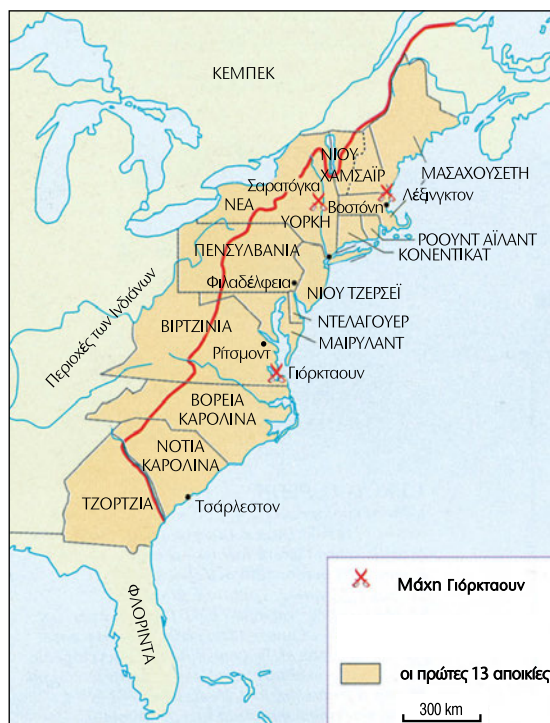 ΚΕΜΠΕΚ
ΝΙΟΥ
ΧΑΜΣΑΪΡ
ΜΑΣΑΧΟΥΣΕΤΗ
Σαρατόγκα
Βοστόνη
Λέξινγκτον
ΝΕΑ
ΥΟΡΚΗ
ΡΟΟΥΝΤ ΑΪΛΑΝΤ
ΚΟΝΕΝΤΙΚΑΤ
ΠΕΝΣΥΛΒΑΝΙΑ
Φιλαδέλφεια
ΝΙΟΥ ΤΖΕΡΣΕΪ
ΝΤΕΛΑΓΟΥΕΡ
ΜΑΙΡΥΛΑΝΤ
Περιοχές των Ινδιάνων
ΒΙΡΤΖΙΝΙΑ
Ρίτσμοντ
Γιόρκταουν
ΒΟΡΕΙΑ
ΚΑΡΟΛΙΝΑ
ΝΟΤΙΑ
ΚΑΡΟΛΙΝΑ
ΤΖΟΡΤΖΙΑ
Τσάρλεστον
ΦΛΟΡΙΝΤΑ
Μάχη Γιόρκταουν
οι πρώτες 13 αποικίες
300 km